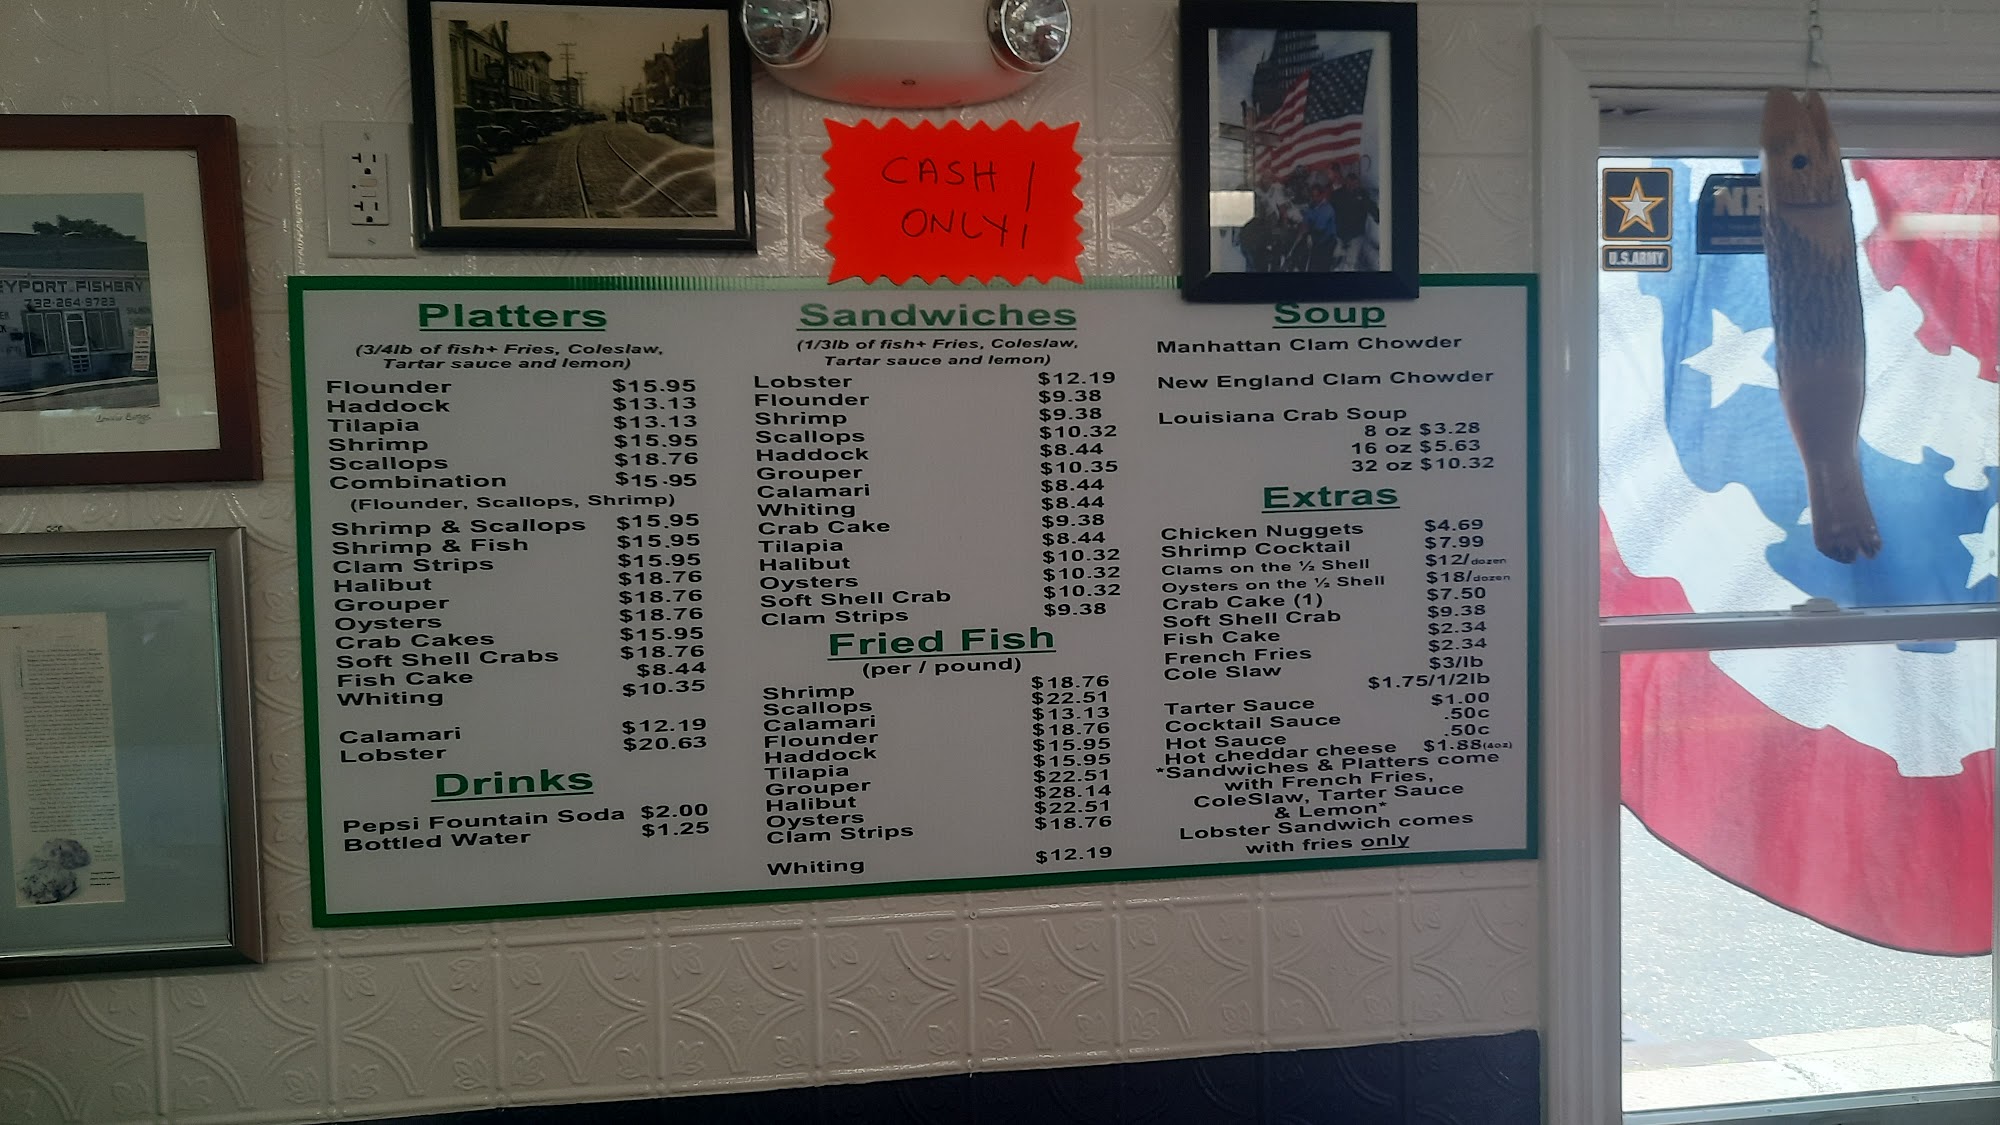 CASH !
ONLY!
EYPORT FISHERY
732-264-9723
U.S.ARMY
Platters
(3/4lb of fish+ Fries, Coleslaw,
Tartar sauce and lemon)
Flounder $15.95
Haddock $13.13
Tilapia $13.13
Shrimp $15.95
Scallops $18.76
Combination $15.95
(Flounder, Scallops, Shrimp)
Shrimp & Scallops $15.95
Shrimp & Fish $15.95
Clam Strips $15.95
Halibut $18.76
Grouper $18.76
Oysters $18.76
Crab Cakes $15.95
Soft Shell Crabs $18.76
Fish Cake $8.44
Whiting $10.35
Calamari $12.19
Lobster $20.63
Drinks
Pepsi Fountain Soda $2.00
Bottled Water $1.25
Sandwiches
(1/3lb of fish+ Fries, Coleslaw,
Tartar sauce and lemon)
Lobster $12.19
Flounder $9.38
Shrimp $9.38
Scallops $10.32
Haddock $8.44
Grouper $10.35
Calamari $8.44
Whiting $8.44
Crab Cake $9.38
Tilapia $8.44
Halibut $10.32
Oysters $10.32
Soft Shell Crab $10.32
Clam Strips $9.38
Fried Fish
(per / pound)
Shrimp $18.76
Scallops $22.51
Calamari $13.13
Flounder $18.76
Haddock $15.95
Tilapia $15.95
Grouper $22.51
Halibut $28.14
Oysters $22.51
Clam Strips $18.76
Whiting $12.19
Soup
Manhattan Clam Chowder
New England Clam Chowder
Louisiana Crab Soup
8 oz $3.28
16 oz $5.63
32 oz $10.32
Extras
Chicken Nuggets $4.69
Shrimp Cocktail $7.99
Clams on the ½ Shell $12/dozen
Oysters on the ½ Shell $18/dozen
Crab Cake (1) $7.50
Soft Shell Crab $9.38
Fish Cake $2.34
French Fries $2.34
Cole Slaw $3/lb
$1.75/1/2lb
Tarter Sauce $1.00
Cocktail Sauce .50c
Hot Sauce .50c
Hot cheddar cheese $1.88(4oz)
*Sandwiches & Platters come
with French Fries,
ColeSlaw, Tarter Sauce
& Lemon*
Lobster Sandwich comes
with fries only